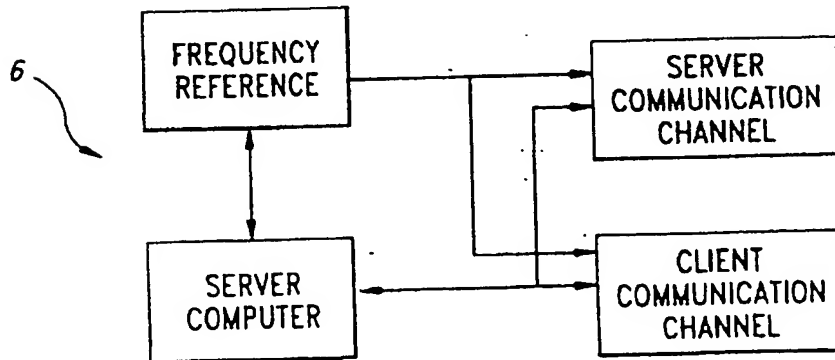 6
FREQUENCY
REFERENCE
SERVER
COMMUNICATION
CHANNEL
SERVER
COMPUTER
CLIENT
COMMUNICATION
CHANNEL